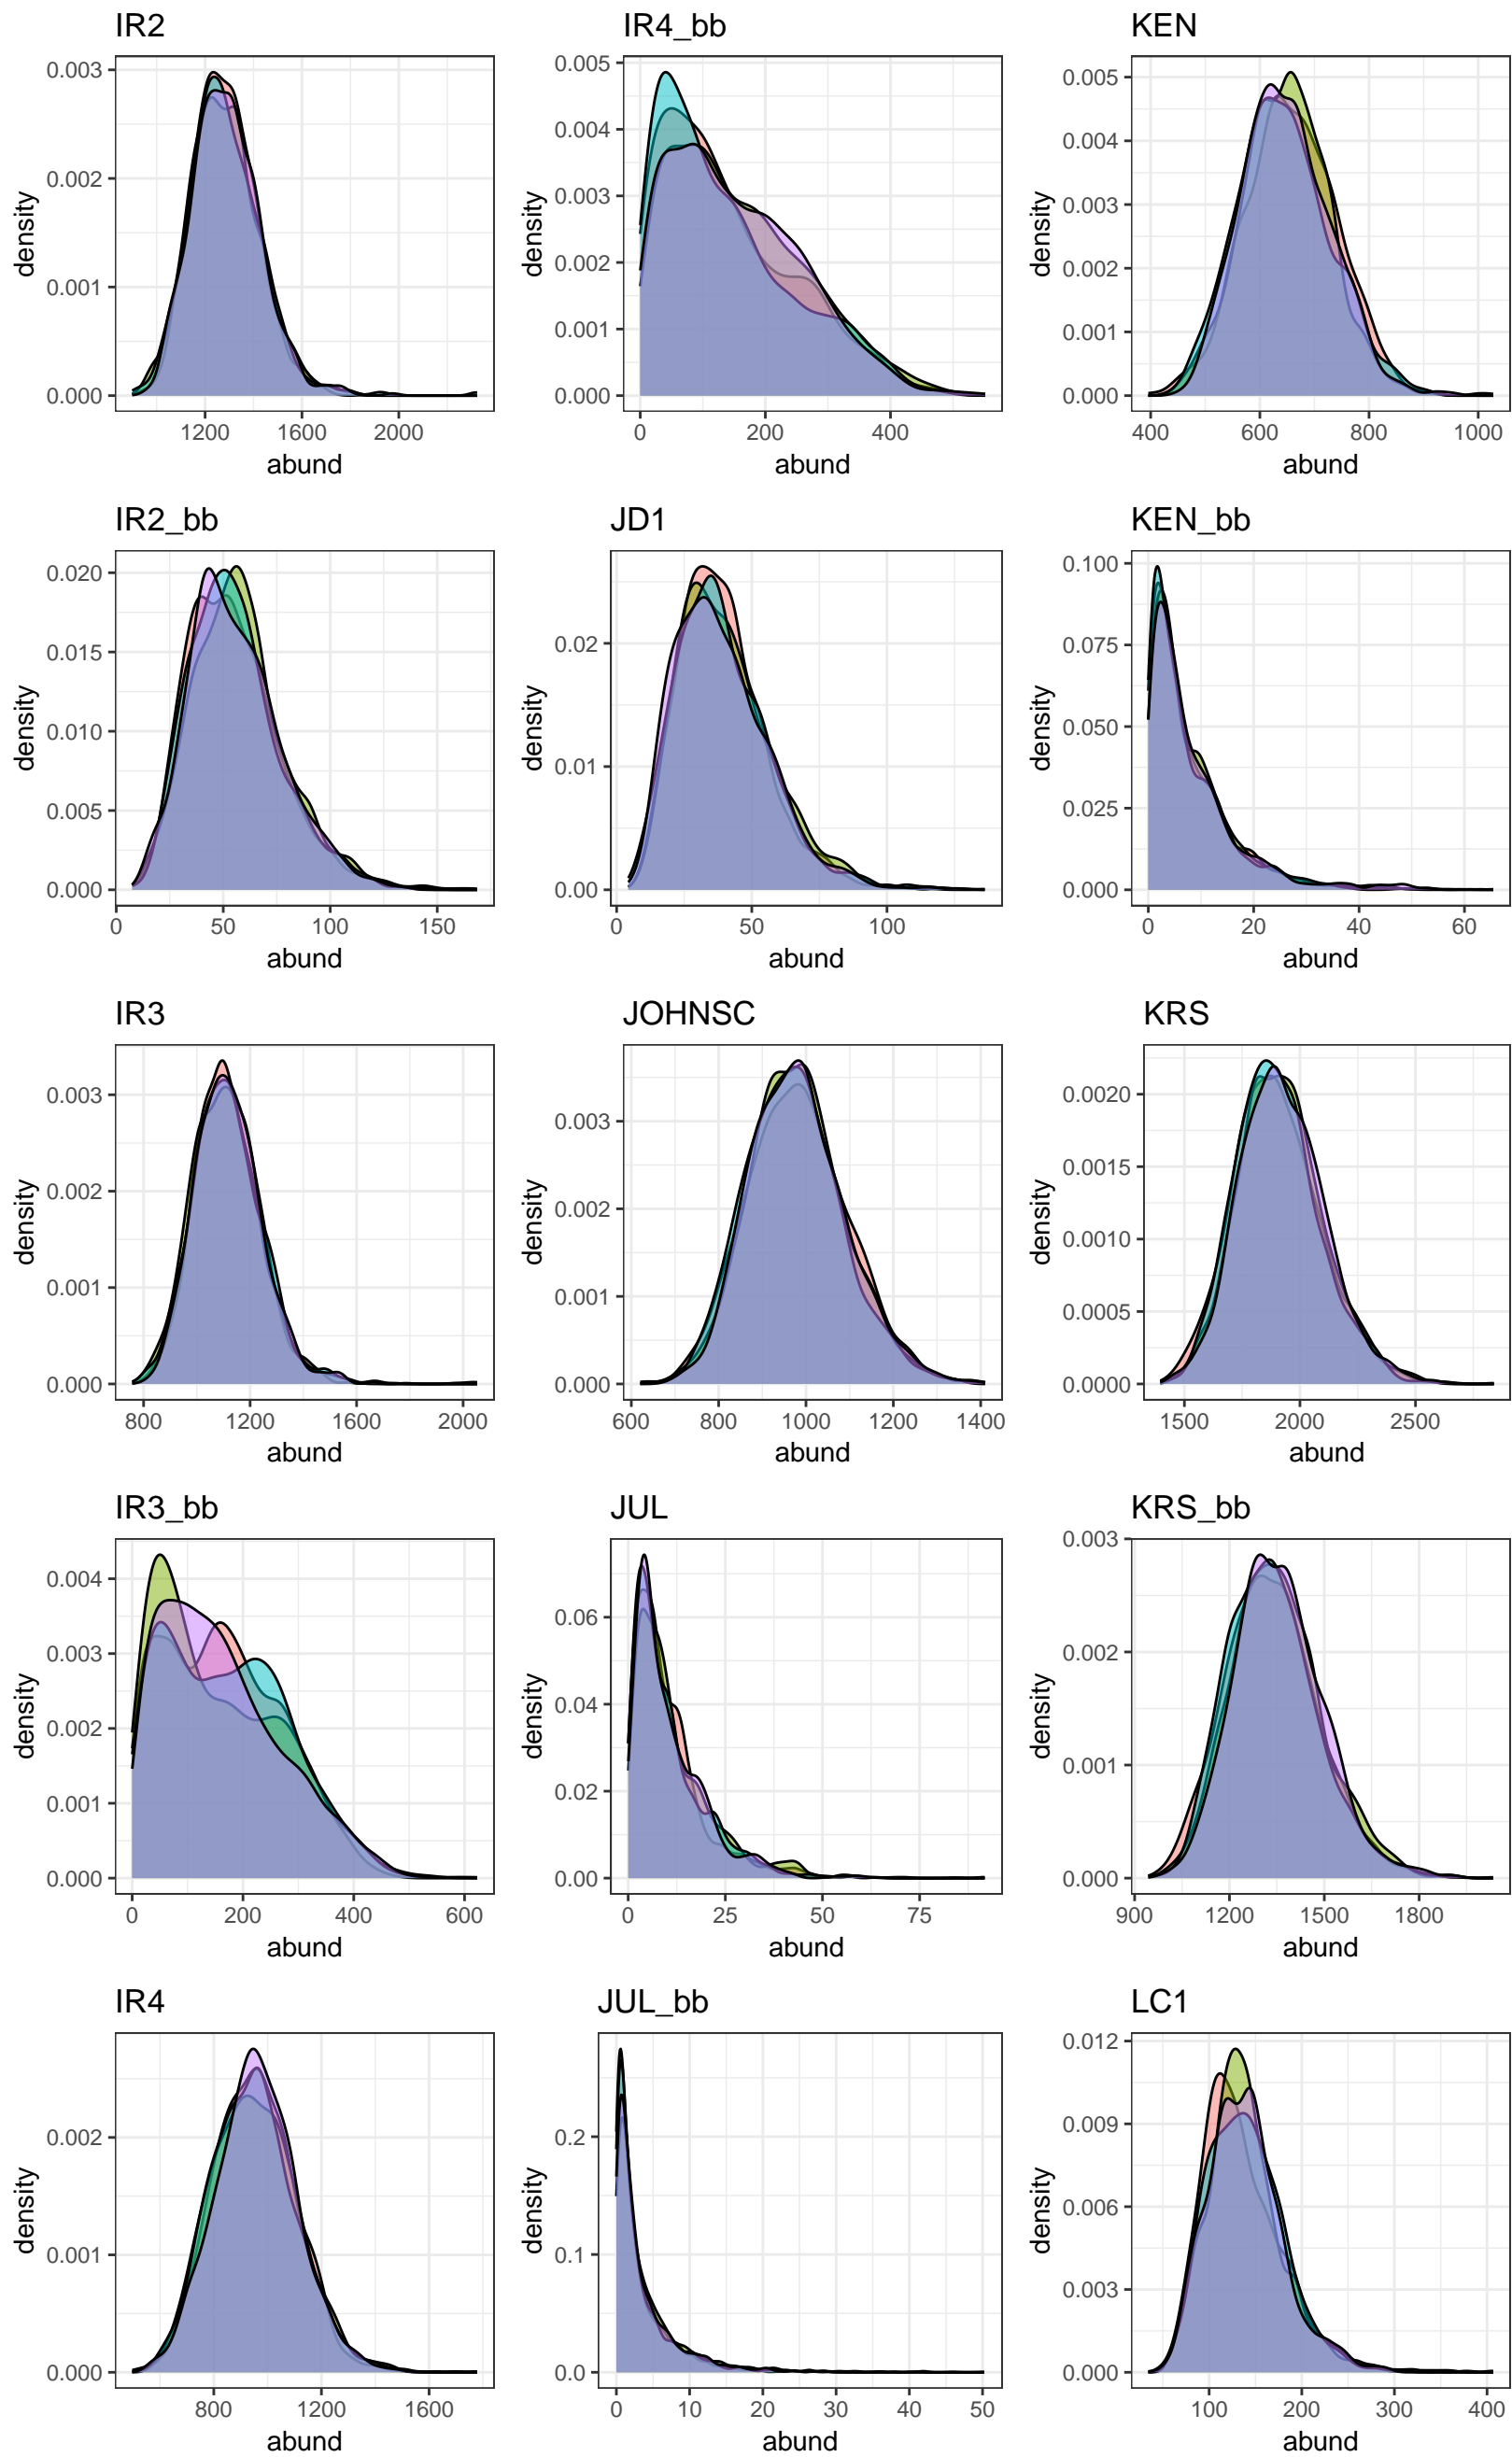 IR2
IR4_bb
KEN
0.003
0.002
0.001
0.000
density
1200 1600 2000
abund
0.005
0.004
0.003
0.002
0.001
0.000
density
0 200 400
abund
0.005
0.004
0.003
0.002
0.001
0.000
density
400 600 800 1000
abund
IR2_bb
JD1
KEN_bb
0.020
0.015
0.010
0.005
0.000
density
0 50 100 150
abund
0.02
0.01
0.00
density
0 50 100
abund
0.100
0.075
0.050
0.025
0.000
density
0 20 40 60
abund
IR3
JOHNSC
KRS
0.003
0.002
0.001
0.000
density
800 1200 1600 2000
abund
0.003
0.002
0.001
0.000
density
600 800 1000 1200 1400
abund
0.0020
0.0015
0.0010
0.0005
0.0000
density
1500 2000 2500
abund
IR3_bb
JUL
KRS_bb
0.004
0.003
0.002
0.001
0.000
density
0 200 400 600
abund
0.06
0.04
0.02
0.00
density
0 25 50 75
abund
0.003
0.002
0.001
0.000
density
900 1200 1500 1800
abund
IR4
JUL_bb
LC1
0.002
0.001
0.000
density
800 1200 1600
abund
0.2
0.1
0.0
density
0 10 20 30 40 50
abund
0.012
0.009
0.006
0.003
0.000
density
100 200 300 400
abund